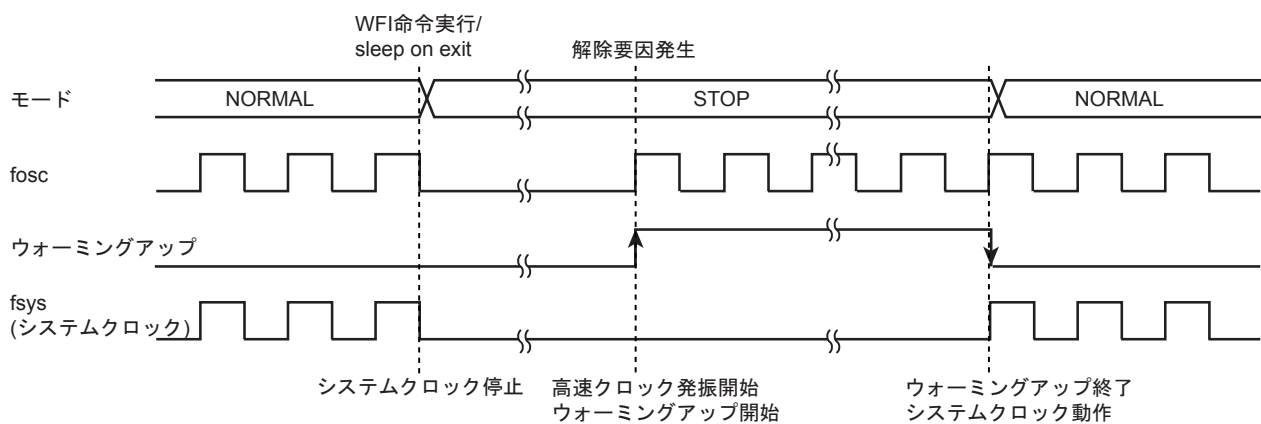 WFI命令実行/
sleep on exit
解除要因発生
モード
NORMAL
STOP
NORMAL
fosc
ウォーミングアップ
fsys
(システムクロック)
システムクロック停止
高速クロック発振開始
ウォーミングアップ開始
ウォーミングアップ終了
システムクロック動作